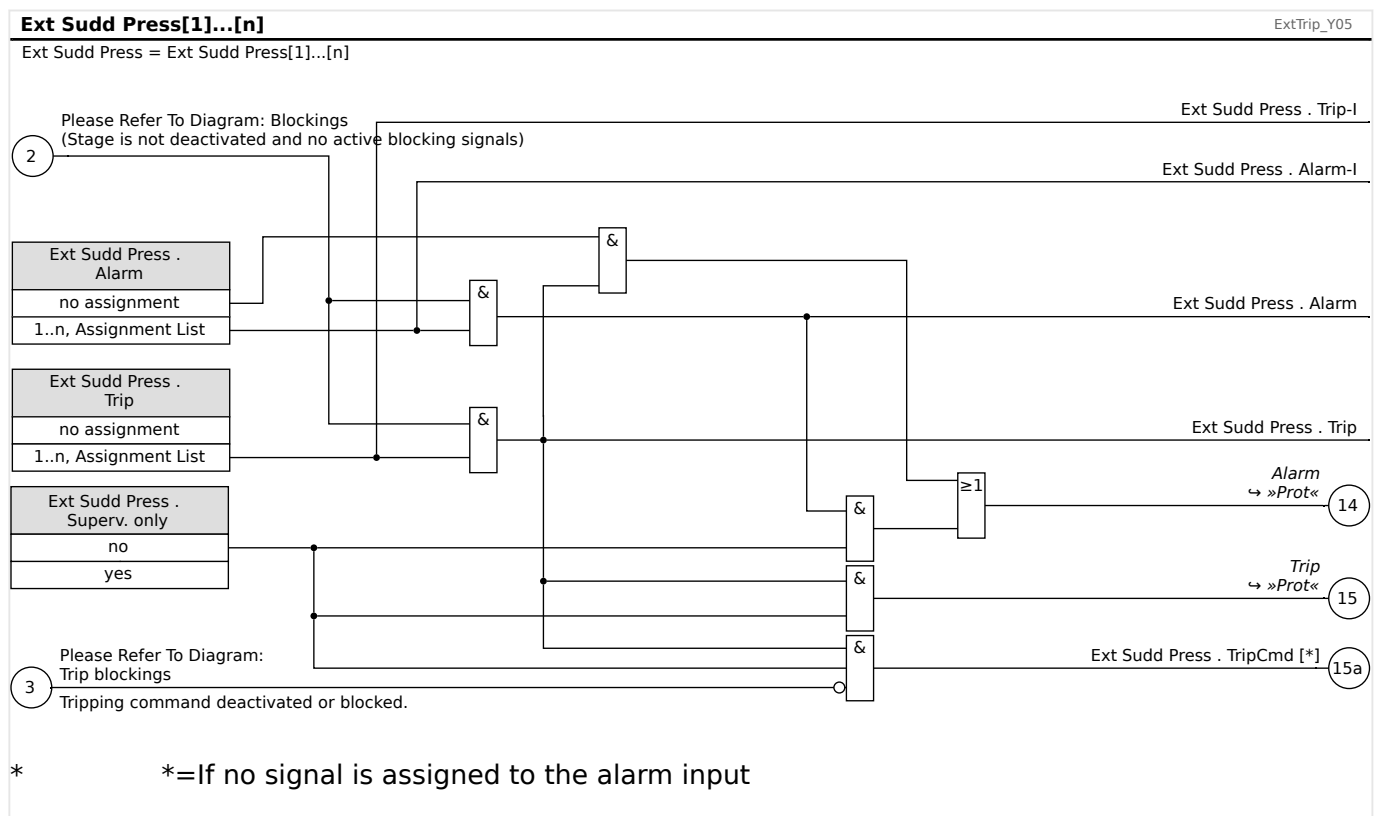 Ext Sudd Press[1]...[n]
ExtTrip_Y05
Ext Sudd Press = Ext Sudd Press[1]...[n]
Please Refer To Diagram: Blockings
(Stage is not deactivated and no active blocking signals)
2
Ext Sudd Press . Trip-I
Ext Sudd Press . Alarm-I
Ext Sudd Press .
Alarm
no assignment
1..n, Assignment List
&
&
Ext Sudd Press . Alarm
Ext Sudd Press .
Trip
no assignment
1..n, Assignment List
&
Ext Sudd Press . Trip
Ext Sudd Press .
Superv. only
no
yes
≥1
&
Alarm
↪ »Prot«
14
&
Trip
↪ »Prot«
15
&
Ext Sudd Press . TripCmd [*]
15a
Please Refer To Diagram:
Trip blockings
3
Tripping command deactivated or blocked.
* *=If no signal is assigned to the alarm input